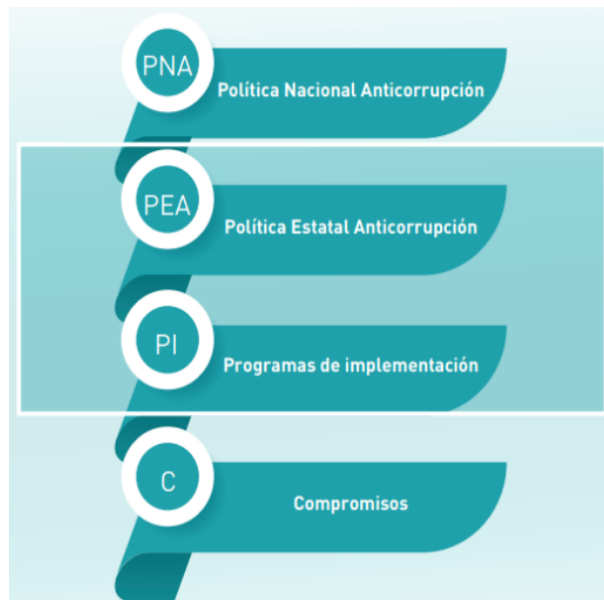 PNA
Política Nacional Anticorrupción
PEA
Política Estatal Anticorrupción
PI
Programas de implementación
C
Compromisos